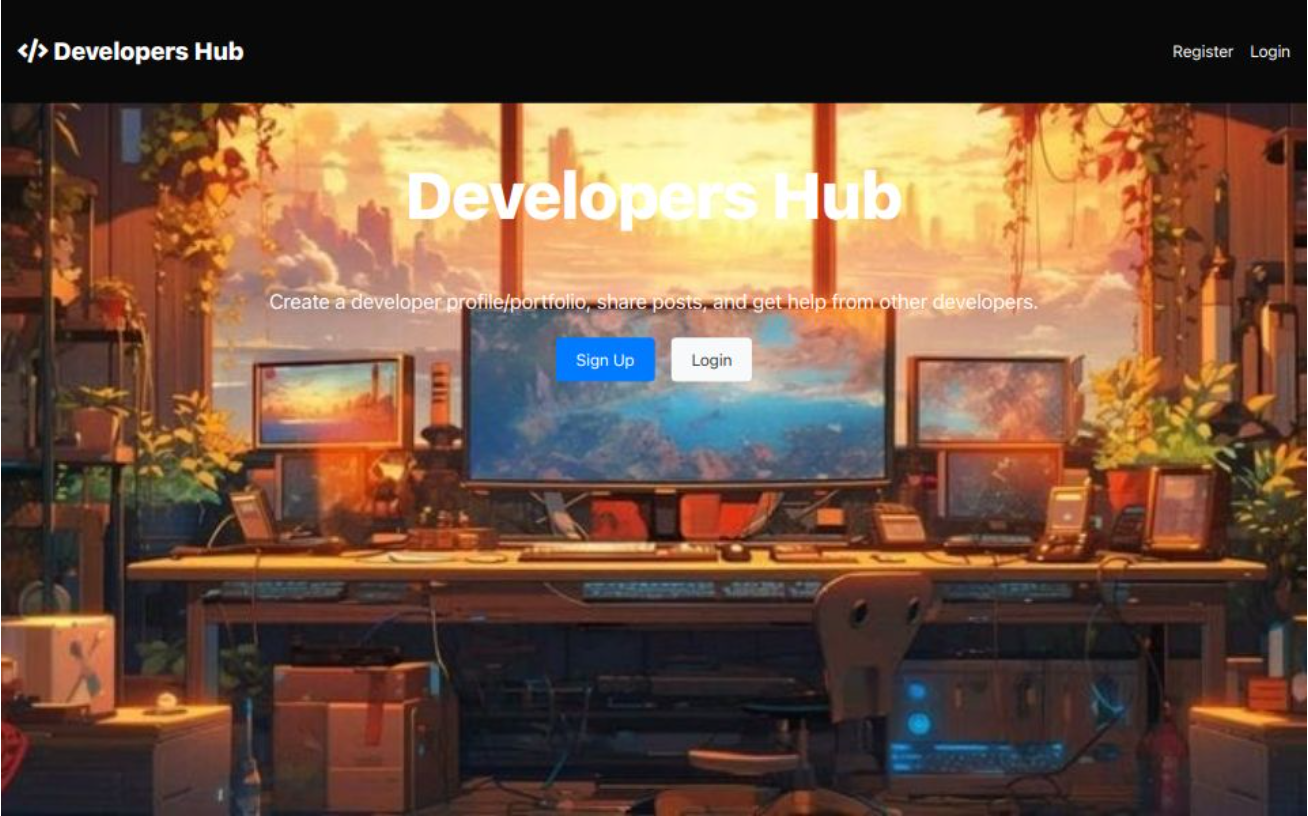 </> Developers Hub
Register Login
Developers Hub
Create a developer profile/portfolio, share posts, and get help from other developers.
Sign Up Login